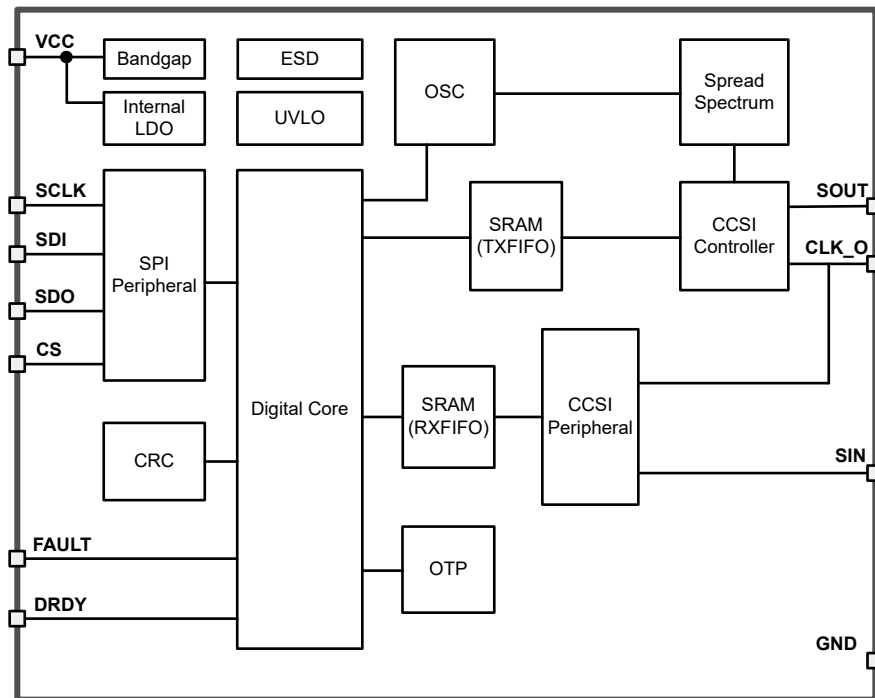 VCC
Bandgap
ESD
OSC
Spread
Spectrum
Internal
LDO
UVLO
SCLK
SDI
SDO
CS
SPI
Peripheral
SRAM
(TXFIFO)
CCSI
Controller
SOUT
CLK_O
Digital Core
SRAM
(RXFIFO)
CCSI
Peripheral
SIN
CRC
FAULT
DRDY
OTP
GND